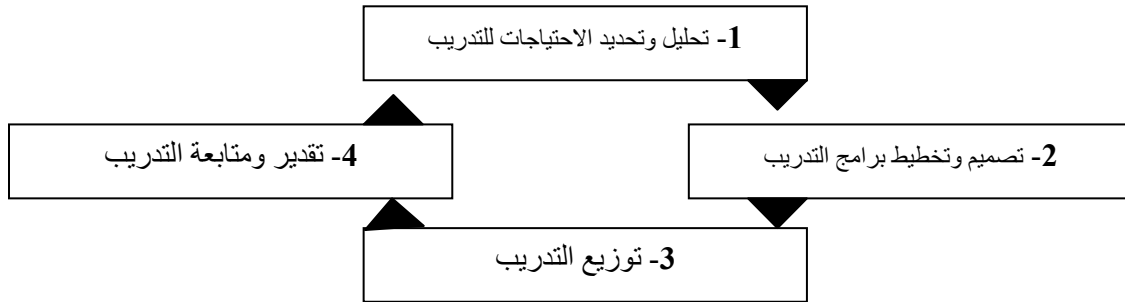 1- تحليل وتحديد الاحتياجات للتدريب
2- تصميم وتخطيط برامج التدريب
3- توزيع التدريب
4- تقدير ومتابعة التدريب